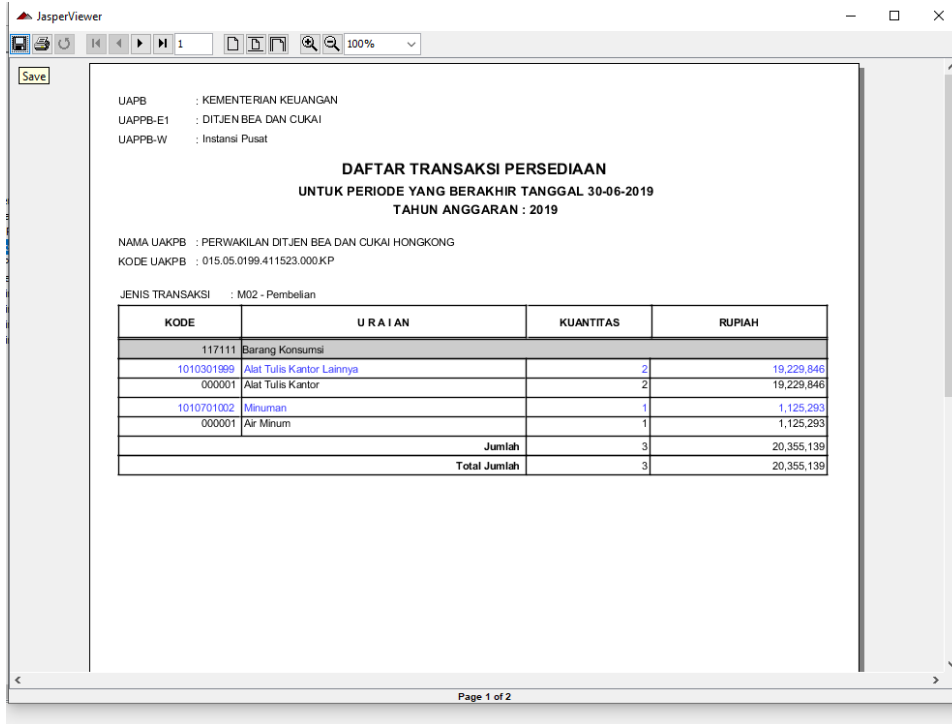 JasperViewer
1
100%
Save
UAPB : KEMENTERIAN KEUANGAN
UAPPB-E1 : DITJEN BEA DAN CUKAI
UAPPB-W : Instansi Pusat
DAFTAR TRANSAKSI PERSEDIAAN
UNTUK PERIODE YANG BERAKHIR TANGGAL 30-06-2019
TAHUN ANGGARAN : 2019
NAMA UAKPB : PERWAKILAN DITJEN BEA DAN CUKAI HONGKONG
KODE UAKPB : 015.05.0199.411523.000.KP
JENIS TRANSAKSI : M02 - Pembelian
KODE URAIAN KUANTITAS RUPIAH
117111 Barang Konsumsi
1010301999 Alat Tulis Kantor Lainnya 2 19,229,846
000001 Alat Tulis Kantor 2 19,229,846
1010701002 Minuman 1 1,125,293
000001 Air Minum 1 1,125,293
Jumlah 3 20,355,139
Total Jumlah 3 20,355,139
Page 1 of 2